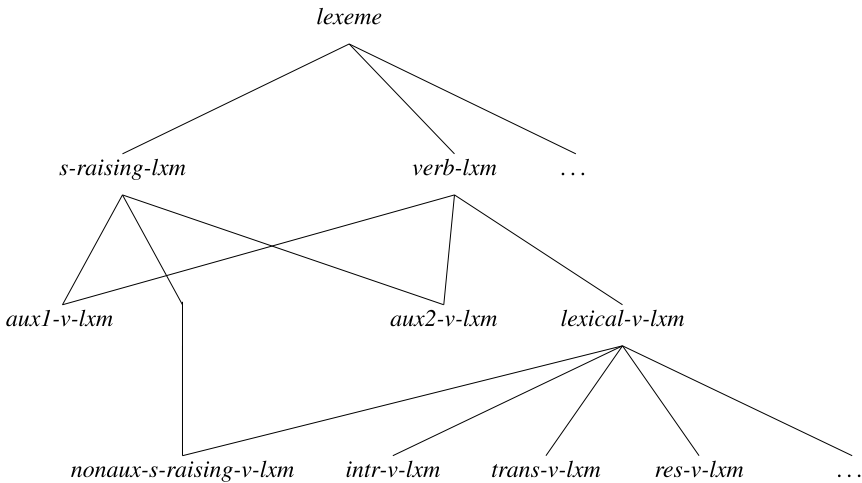 lexeme
s-raising-lxm verb-lxm ...
aux1-v-lxm aux2-v-lxm lexical-v-lxm
nonaux-s-raising-v-lxm intr-v-lxm trans-v-lxm res-v-lxm ...